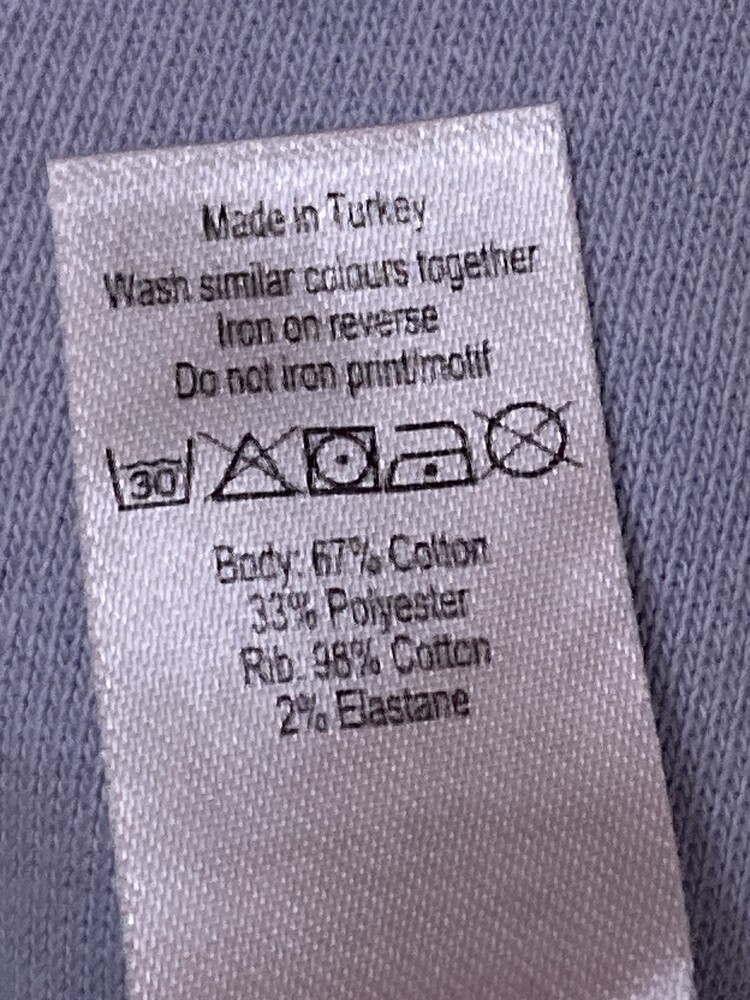 Made in Turkey
Wash similar colours together
Iron on reverse
Do not iron print/motif
30
Body: 67% Cotton
33% Polyester
Rib: 98% Cotton
2% Elastane